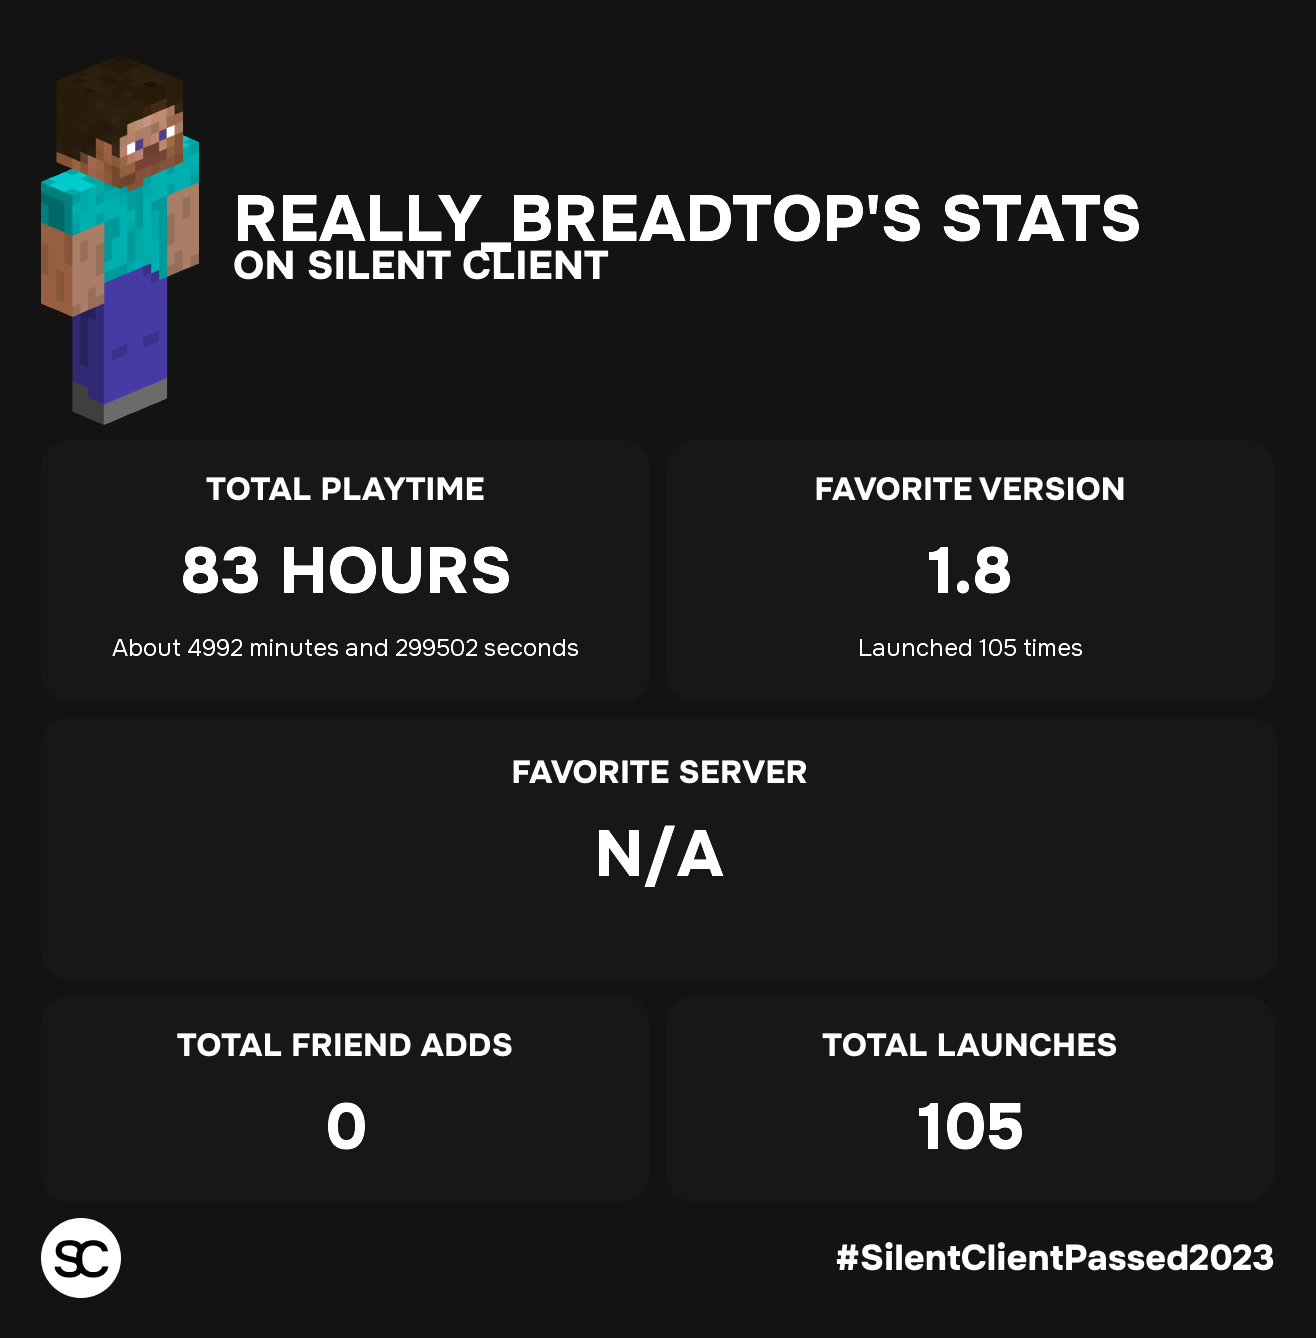 REALLY_BREADTOP'S STATS
ON SILENT CLIENT
TOTAL PLAYTIME
83 HOURS
About 4992 minutes and 299502 seconds
FAVORITE VERSION
1.8
Launched 105 times
FAVORITE SERVER
N/A
TOTAL FRIEND ADDS
0
TOTAL LAUNCHES
105
SC
#SilentClientPassed2023